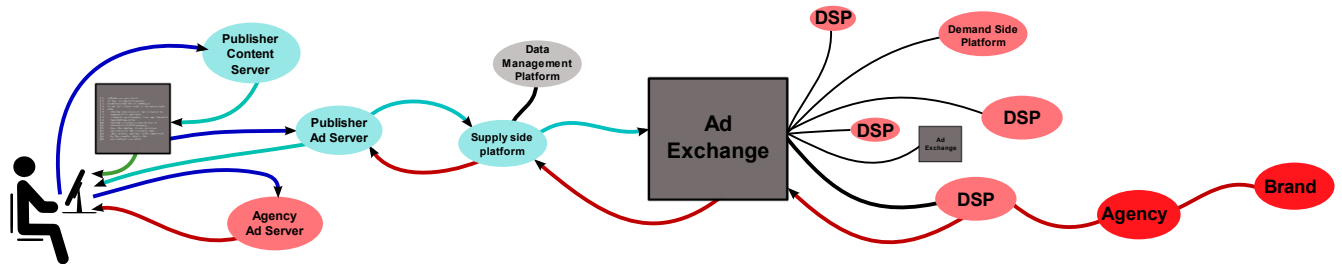 Publisher
Content
Server
Publisher
Ad Server
Agency
Ad Server
Data
Management
Platform
Supply side
platform
Ad
Exchange
DSP
Demand Side
Platform
DSP
DSP
Ad
Exchange
DSP
Agency
Brand